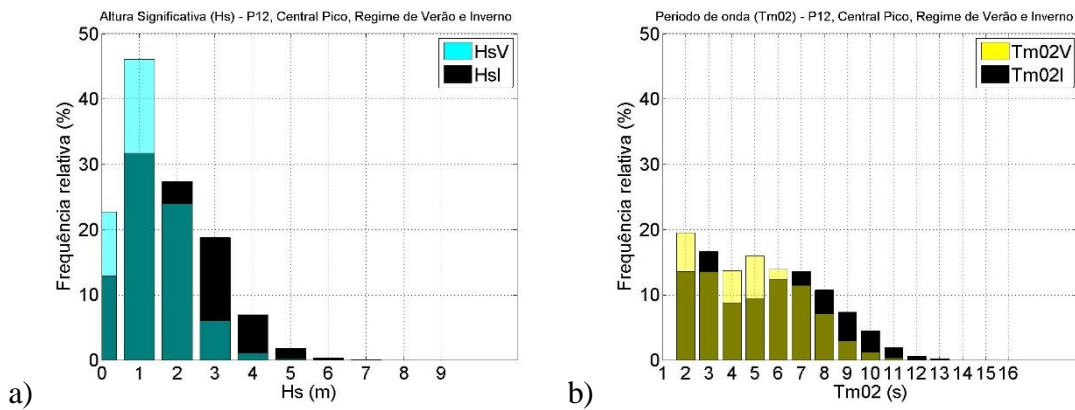 Altura Significativa (Hs) - P12, Central Pico, Regime de Verão e Inverno
50
40
30
20
10
0
Frequência relativa (%)
HsV
HsI
0 1 2 3 4 5 6 7 8 9
Hs (m)
a)
Periodo de onda (Tm02) - P12, Central Pico, Regime de Verão e Inverno
50
40
30
20
10
0
Frequência relativa (%)
Tm02V
Tm02I
1 2 3 4 5 6 7 8 9 10 11 12 13 14 15 16
Tm02 (s)
b)